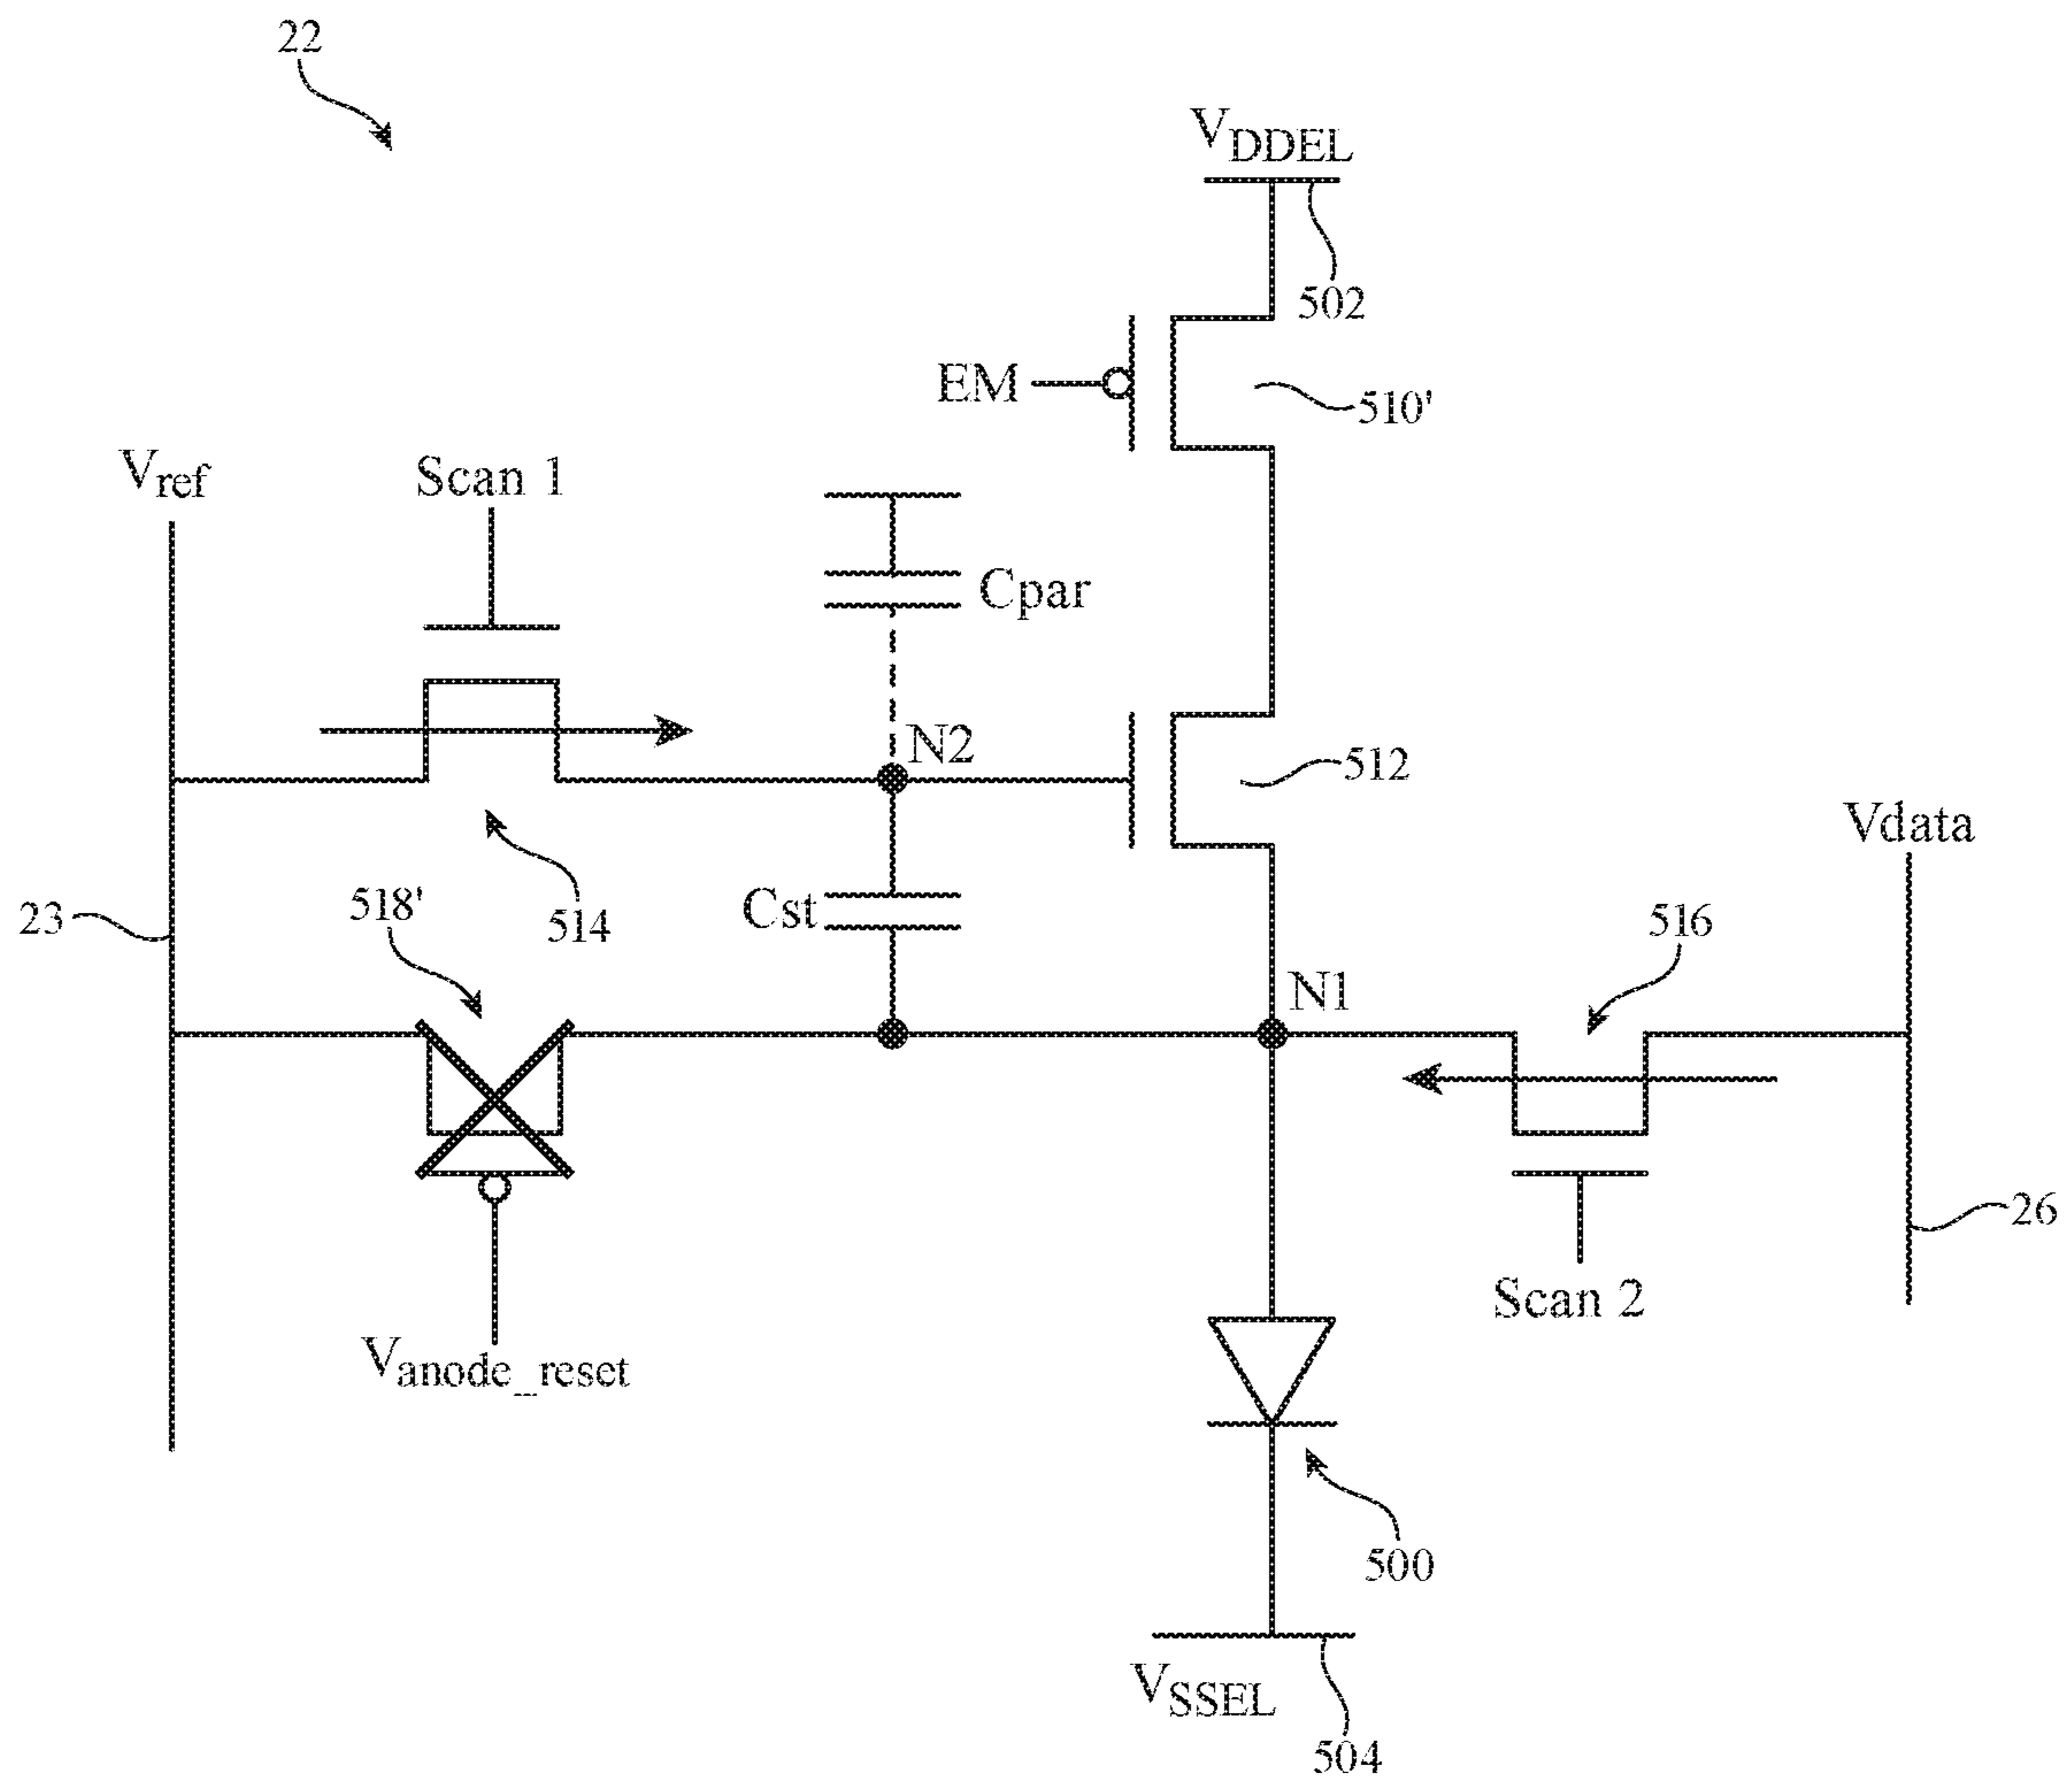 22
VDDEL
502
EM
510'
Vref
Scan 1
Cpar
N2
512
Vdata
518'
23
514
Cst
516
N1
26
Scan 2
Vanode_reset
500
VSSEL
504